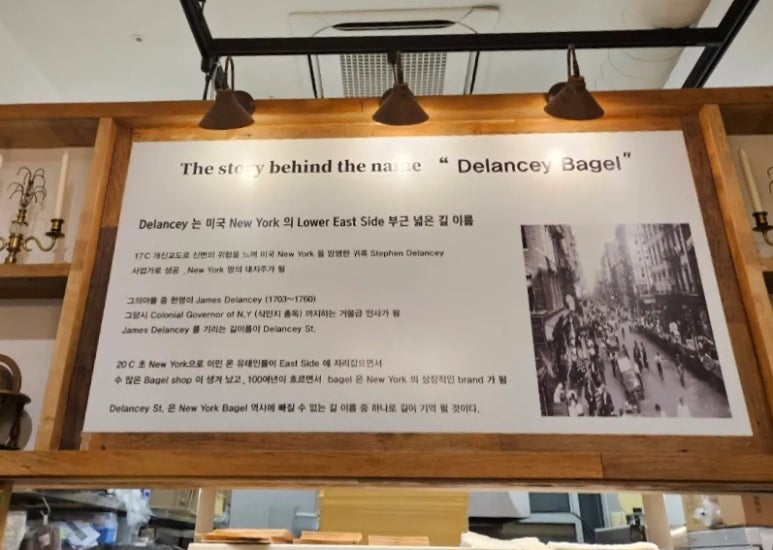 The story behind the name “ Delancey Bagel”
Delancey 는 미국 New York 의 Lower East Side 부근 넓은 길 이름
17C 개신교도로 신변의 위험을 느껴 미국 New York 을 망명한 귀족 Stephen Delancey
사업가로 성공 , New York 땅의 대지주가 됨
그의아들 중 한명이 James Delancey (1703~1760)
그당시 Colonial Governor of N.Y (식민지 총독) 까지하는 거물급 인사가 됨
James Delancey 를 기리는 길이름이 Delancey St.
20 C 초 New York으로 이민 온 유태인들이 East Side 에 자리잡으면서
수 많은 Bagel shop 이 생겨 났고 , 100여년이 흐르면서 bagel 은 New York 의 상징적인 brand 가 됨
Delancey St. 은 New York Bagel 역사에 빠질 수 없는 길 이름 중 하나로 길이 기억 될 것이다.